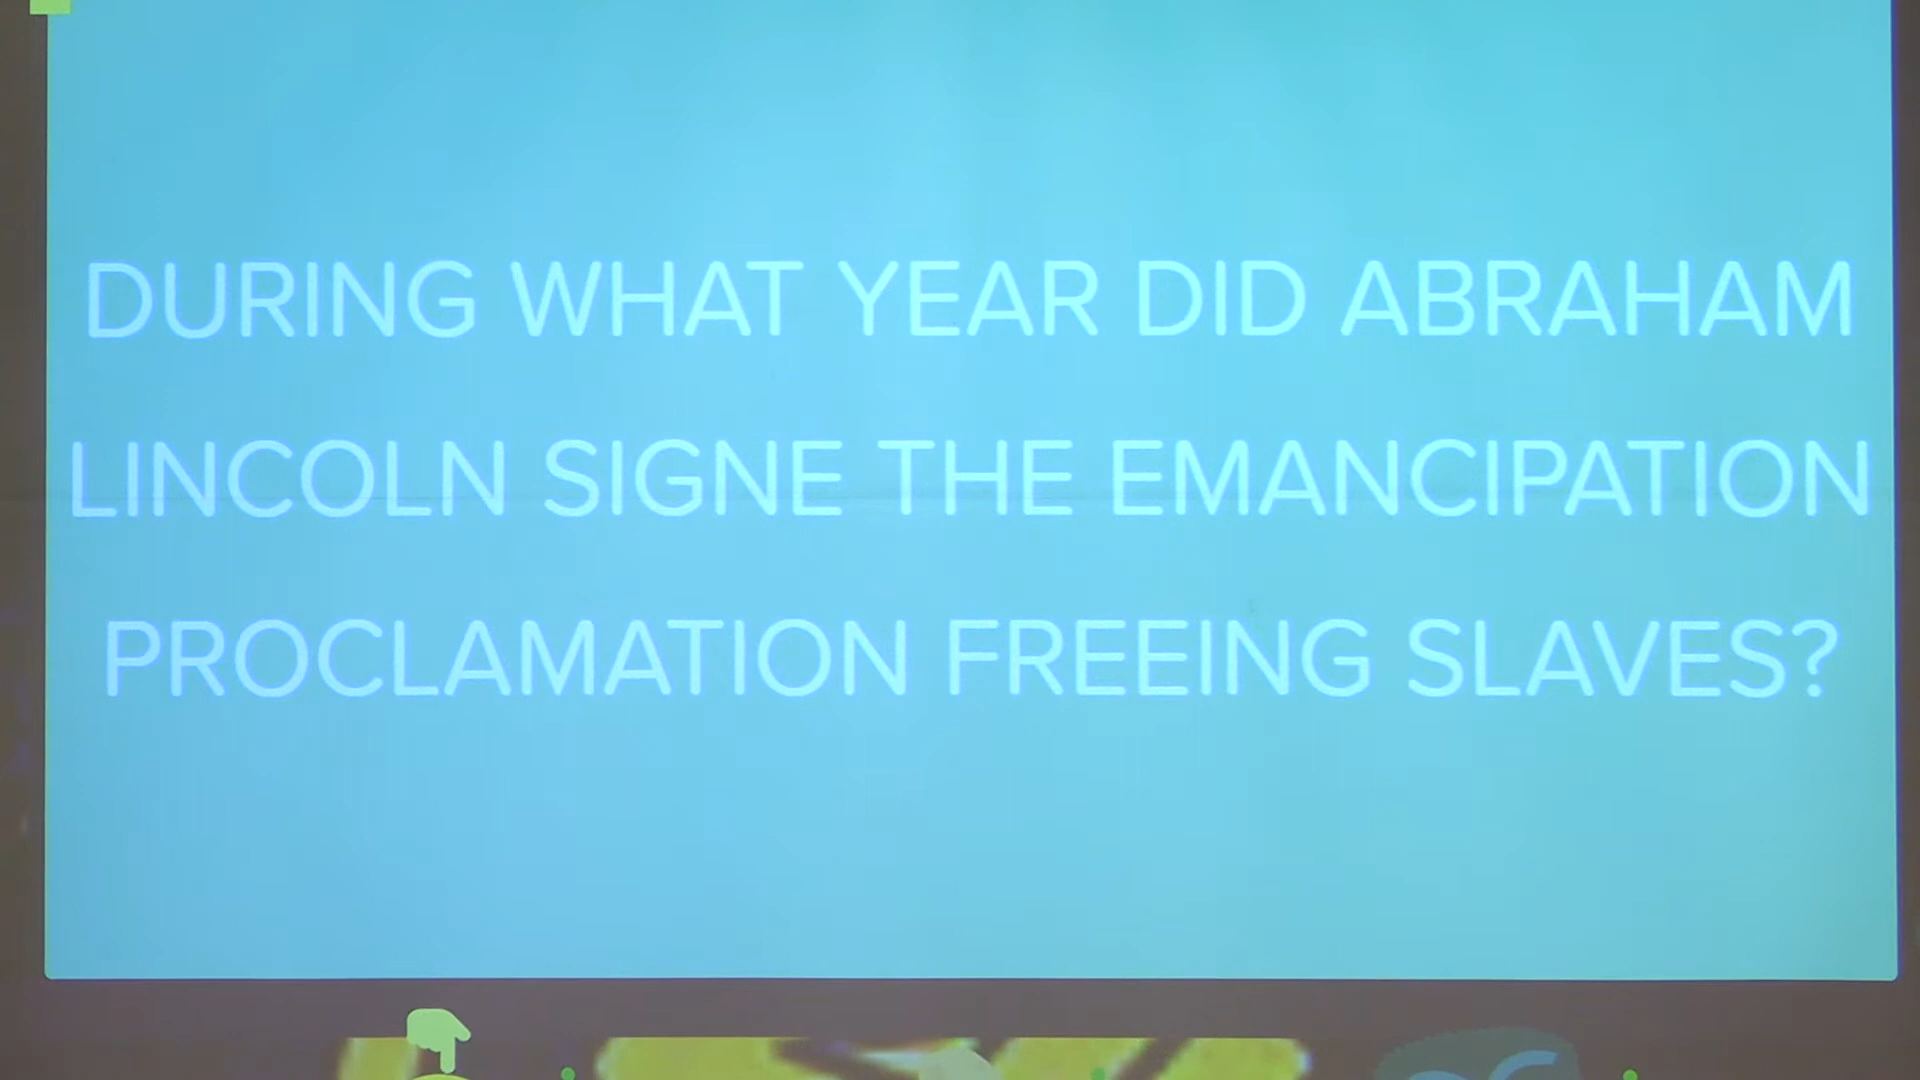 DURING WHAT YEAR DID ABRAHAM
LINCOLN SIGNE THE EMANCIPATION
PROCLAMATION FREEING SLAVES?